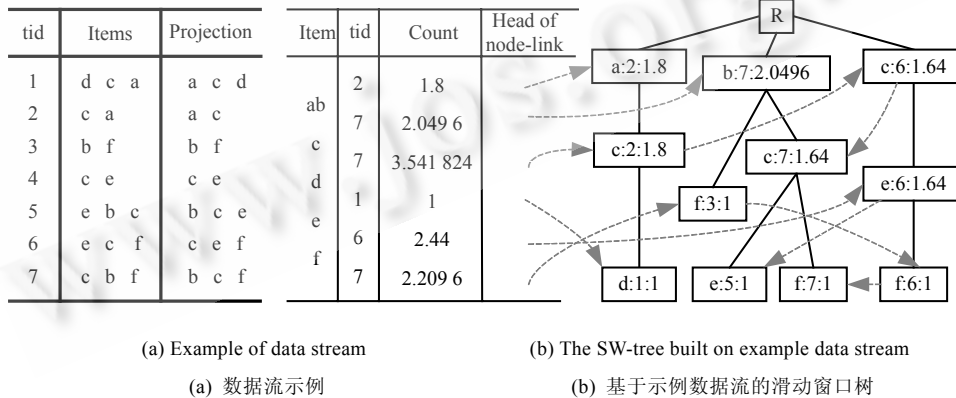 tid Items Projection
1 d c a a c d
2 c a a c
3 b f b f
4 c e c e
5 e b c b c e
6 e c f c e f
7 c b f b c f
Item tid Count Head of node-link
ab
c
d
e
f
2 1.8
7 2.049 6
7 3.541 824
1 1
6 2.44
7 2.209 6
R
a:2:1.8 b:7:2.0496 c:6:1.64
c:2:1.8 c:7:1.64
f:3:1 e:6:1.64
d:1:1 e:5:1 f:7:1 f:6:1
(a) Example of data stream
(b) The SW-tree built on example data stream
(a) 数据流示例
(b) 基于示例数据流的滑动窗口树